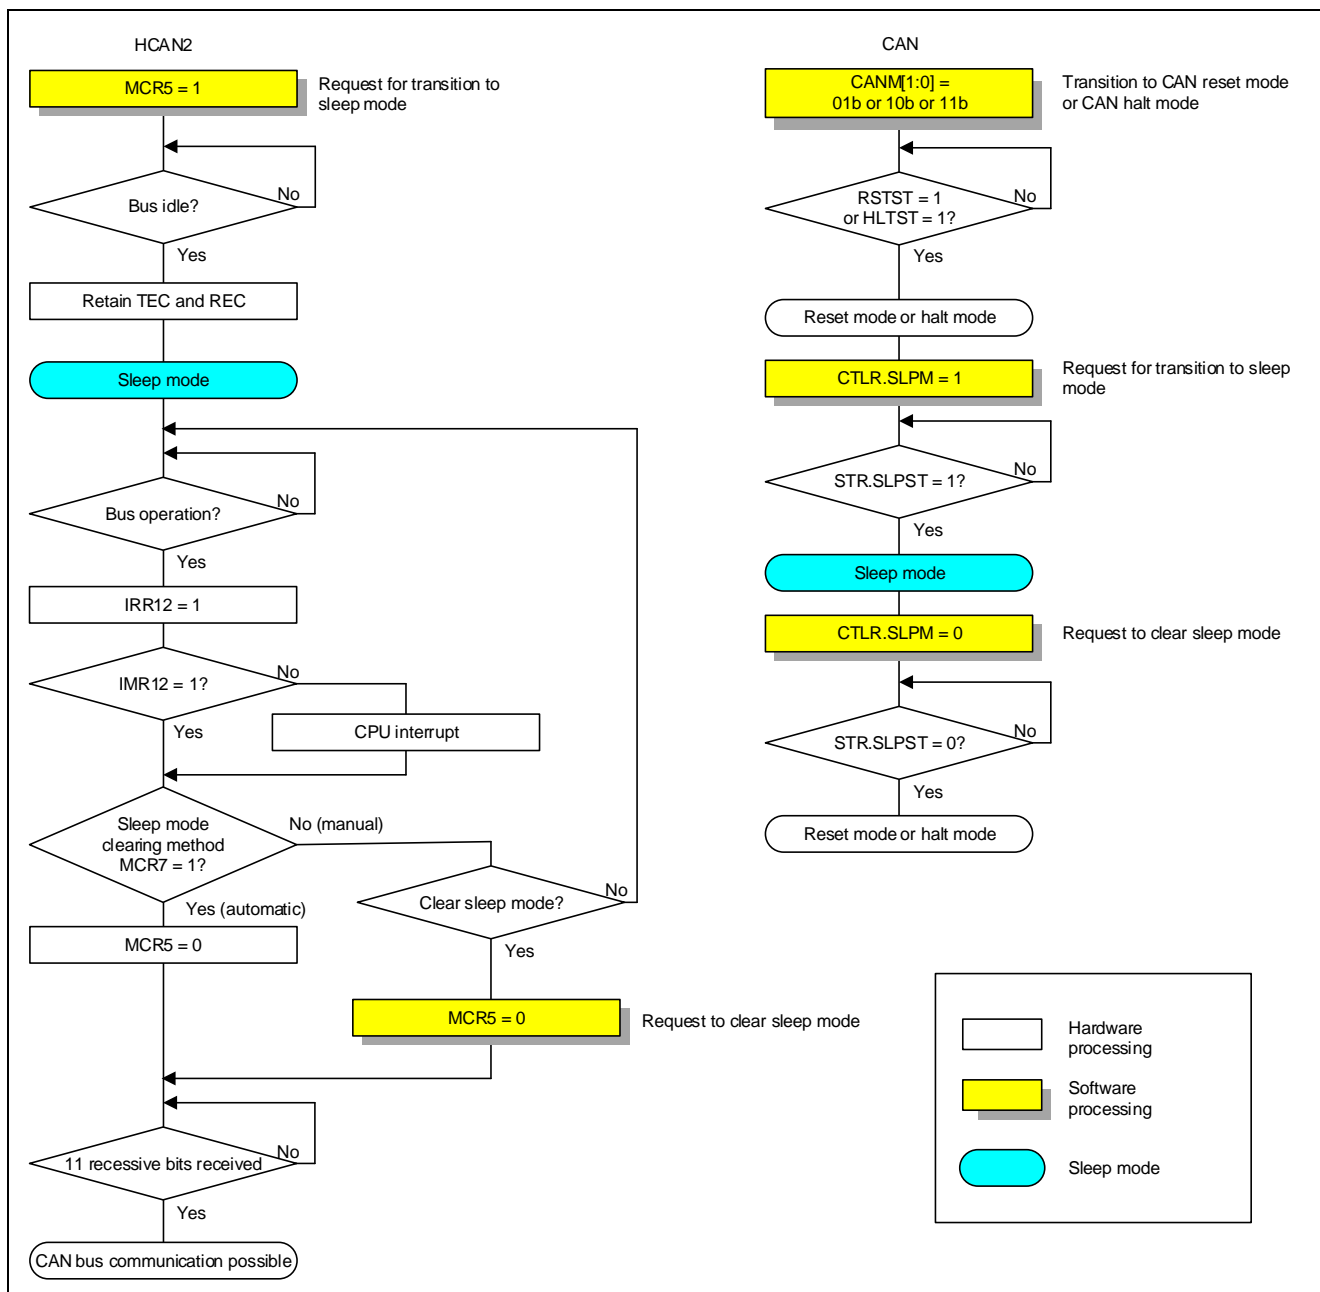 HCAN2
MCR5 = 1
Request for transition to
sleep mode
No
Bus idle?
Yes
Retain TEC and REC
Sleep mode
No
Bus operation?
Yes
IRR12 = 1
No
IMR12 = 1?
Yes
CPU interrupt
Sleep mode
clearing method
MCR7 = 1?
No (manual)
Yes (automatic)
No
Clear sleep mode?
Yes
MCR5 = 0
MCR5 = 0
Request to clear sleep mode
No
11 recessive bits received
Yes
CAN bus communication possible
CAN
CANM[1:0] =
01b or 10b or 11b
Transition to CAN reset mode
or CAN halt mode
No
RSTST = 1
or HLTST = 1?
Yes
Reset mode or halt mode
CTLR.SLPM = 1
Request for transition to sleep
mode
No
STR.SLPST = 1?
Yes
Sleep mode
CTLR.SLPM = 0
Request to clear sleep mode
No
STR.SLPST = 0?
Yes
Reset mode or halt mode
Hardware
processing
Software
processing
Sleep mode